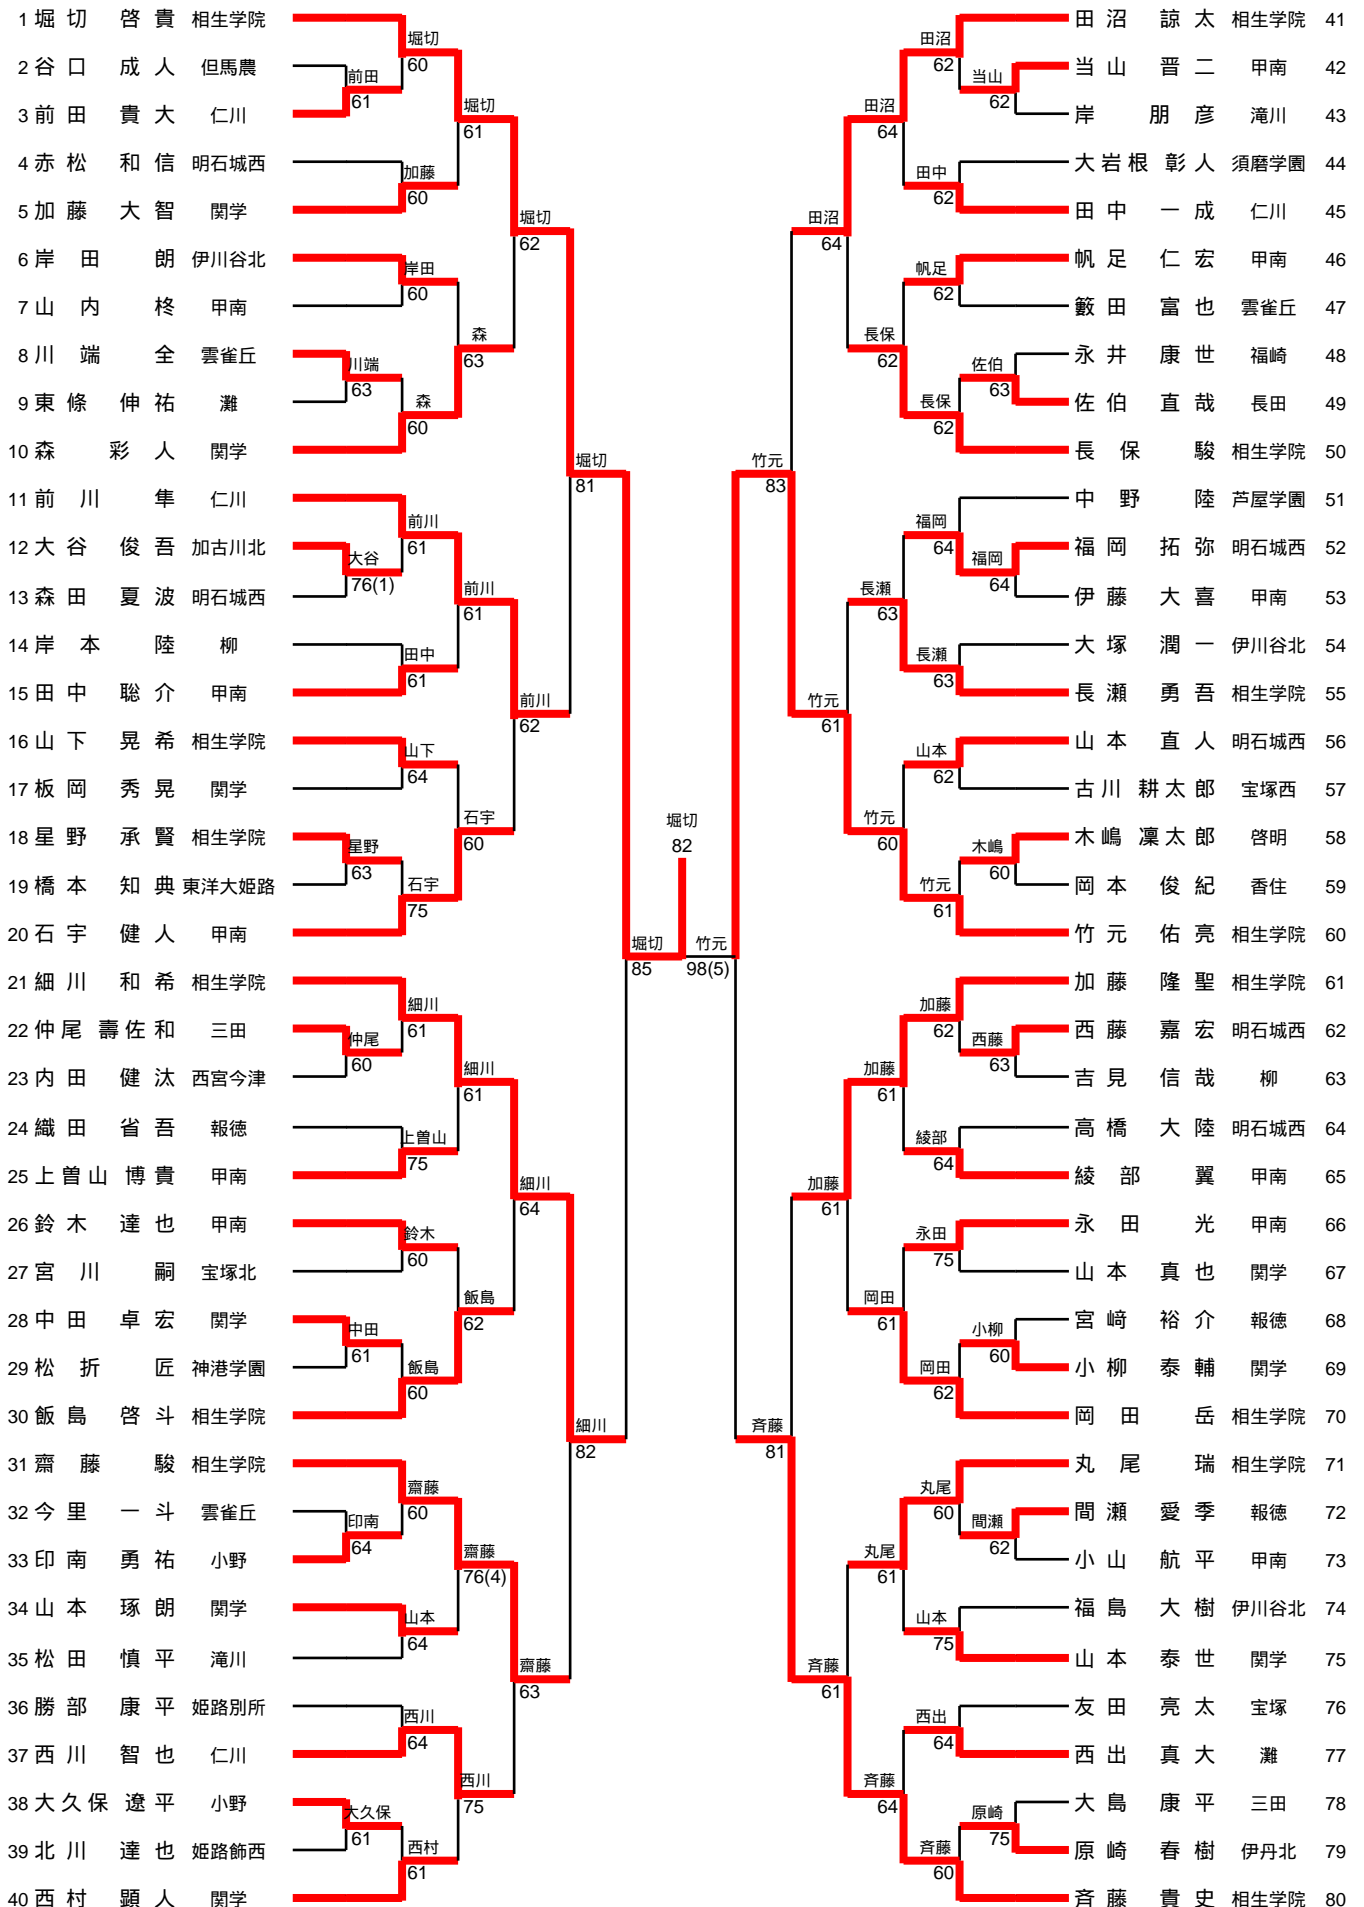 1 堀切 啓貴 相生学院
2 谷口 成人 但馬農
3 前田 貴大 仁川
4 赤松 和信 明石城西
5 加藤 大智 関学
6 岸田 朗 伊川谷北
7 山内 柊 甲南
8 川端 全 雲雀丘
9 東條 伸祐 灘
10 森 彩人 関学
11 前川 隼 仁川
12 大谷 俊吾 加古川北
13 森田 夏波 明石城西
14 岸本 陸 柳
15 田中 聡介 甲南
16 山下 晃希 相生学院
17 板岡 秀晃 関学
18 星野 承賢 相生学院
19 橋本 知典 東洋大姫路
20 石宇 健人 甲南
21 細川 和希 相生学院
22 仲尾 壽佐和 三田
23 内田 健汰 西宮今津
24 織田 省吾 報徳
25 上曽山 博貴 甲南
26 鈴木 達也 甲南
27 宮川 嗣 宝塚北
28 中田 卓宏 関学
29 松折 匠 神港学園
30 飯島 啓斗 相生学院
31 齋藤 駿 相生学院
32 今里 一斗 雲雀丘
33 印南 勇祐 小野
34 山本 琢朗 関学
35 松田 慎平 滝川
36 勝部 康平 姫路別所
37 西川 智也 仁川
38 大久保 遼平 小野
39 北川 達也 姫路飾西
40 西村 顕人 関学
前田
61
川端
63
大谷
76(1)
星野
63
仲尾
60
中田
61
印南
64
大久保
61
堀切
60
加藤
60
岸田
60
森
60
前川
61
田中
61
山下
64
石宇
75
細川
61
上曽山
75
鈴木
60
飯島
60
齋藤
60
山本
64
西川
64
西村
61
堀切
61
森
63
前川
61
石宇
60
細川
61
飯島
62
齋藤
76(4)
西川
75
堀切
62
前川
62
細川
64
齋藤
63
堀切
81
細川
82
堀切
85
堀切
82
竹元
98(5)
竹元
83
斉藤
81
田沼
64
竹元
61
加藤
61
斉藤
61
田沼
64
長保
62
長瀬
63
竹元
60
加藤
61
岡田
61
丸尾
61
斉藤
64
田沼
62
田中
62
帆足
62
長保
62
福岡
64
長瀬
63
山本
62
竹元
61
加藤
62
綾部
64
永田
75
岡田
62
丸尾
60
山本
75
西出
64
斉藤
60
当山
62
佐伯
63
福岡
64
木嶋
60
西藤
63
小柳
60
間瀬
62
原崎
75
田沼 諒太 相生学院 41
当山 晋二 甲南 42
岸 朋彦 滝川 43
大岩根 彰人 須磨学園 44
田中 一成 仁川 45
帆足 仁宏 甲南 46
籔田 富也 雲雀丘 47
永井 康世 福崎 48
佐伯 直哉 長田 49
長保 駿 相生学院 50
中野 陸 芦屋学園 51
福岡 拓弥 明石城西 52
伊藤 大喜 甲南 53
大塚 潤一 伊川谷北 54
長瀬 勇吾 相生学院 55
山本 直人 明石城西 56
古川 耕太郎 宝塚西 57
木嶋 凜太郎 啓明 58
岡本 俊紀 香住 59
竹元 佑亮 相生学院 60
加藤 隆聖 相生学院 61
西藤 嘉宏 明石城西 62
吉見 信哉 柳 63
高橋 大陸 明石城西 64
綾部 翼 甲南 65
永田 光 甲南 66
山本 真也 関学 67
宮﨑 裕介 報徳 68
小柳 泰輔 関学 69
岡田 岳 相生学院 70
丸尾 瑞 相生学院 71
間瀬 愛季 報徳 72
小山 航平 甲南 73
福島 大樹 伊川谷北 74
山本 泰世 関学 75
友田 亮太 宝塚 76
西出 真大 灘 77
大島 康平 三田 78
原崎 春樹 伊丹北 79
斉藤 貴史 相生学院 80